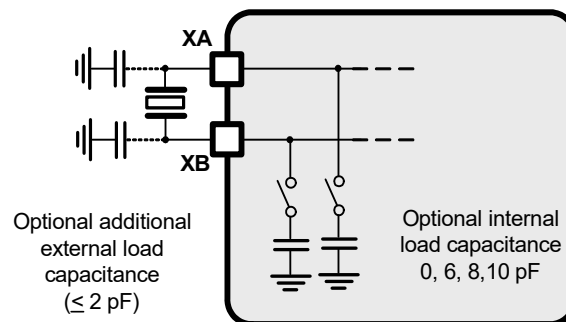 XA
XB
Optional additional
external load
capacitance
(≤ 2 pF)
Optional internal
load capacitance
0, 6, 8,10 pF